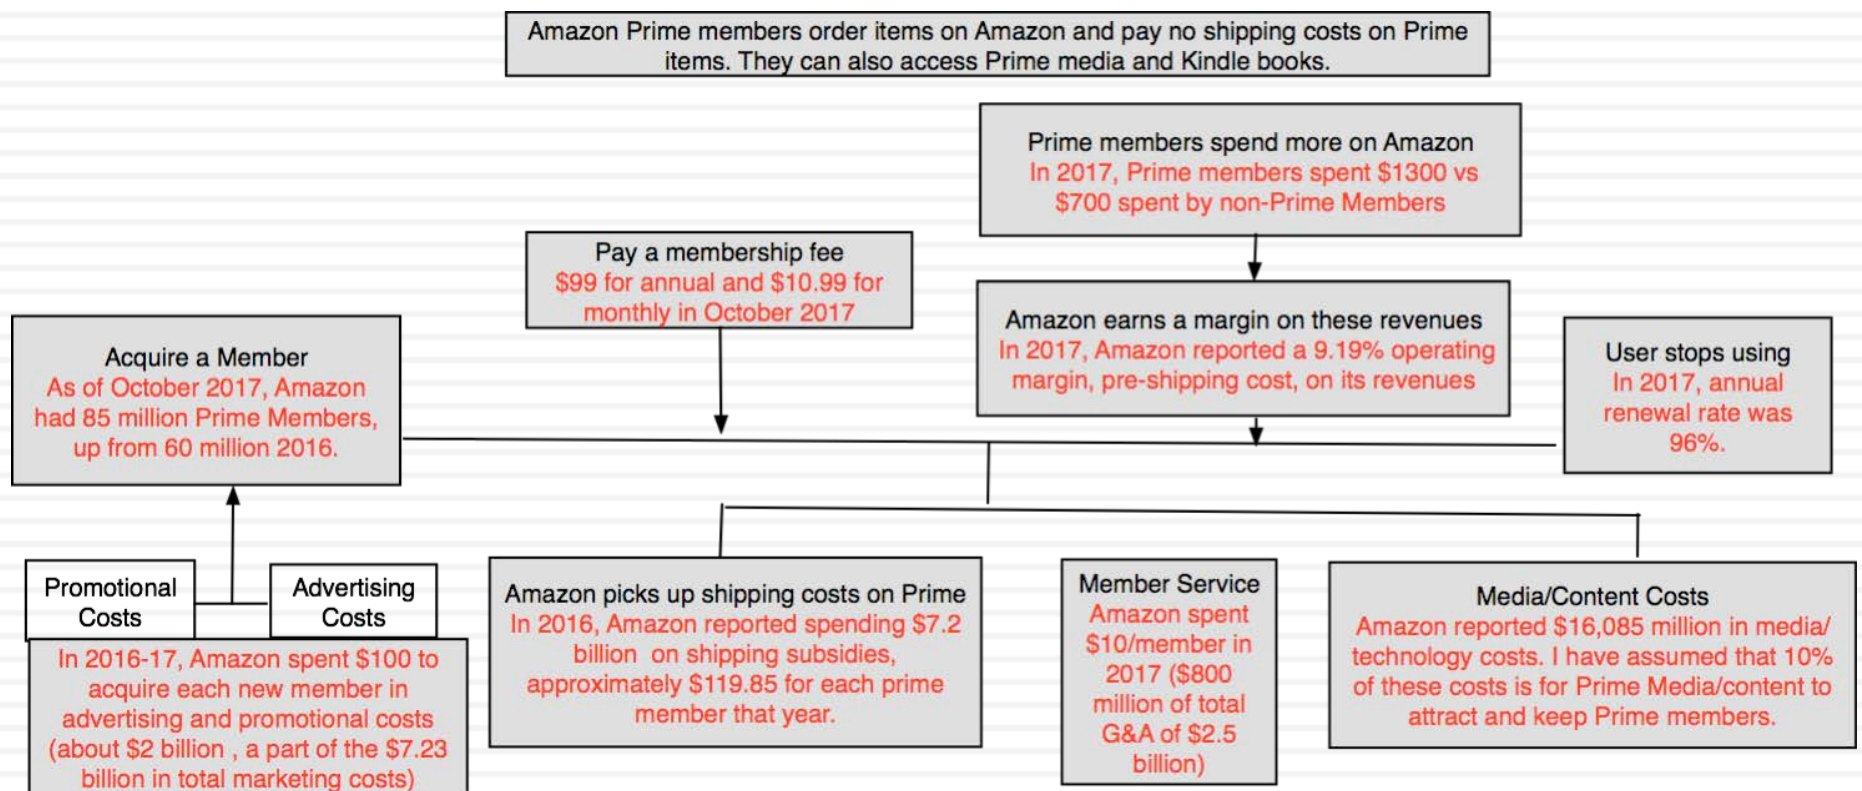 Amazon Prime members order items on Amazon and pay no shipping costs on Prime
items. They can also access Prime media and Kindle books.
Prime members spend more on Amazon
In 2017, Prime members spent $1300 vs
$700 spent by non-Prime Members
Pay a membership fee
$99 for annual and $10.99 for
monthly in October 2017
Amazon earns a margin on these revenues
In 2017, Amazon reported a 9.19% operating
margin, pre-shipping cost, on its revenues
Acquire a Member
As of October 2017, Amazon
had 85 million Prime Members,
up from 60 million 2016.
User stops using
In 2017, annual
renewal rate was
96%.
Promotional
Costs
Advertising
Costs
In 2016-17, Amazon spent $100 to
acquire each new member in
advertising and promotional costs
(about $2 billion , a part of the $7.23
billion in total marketing costs)
Amazon picks up shipping costs on Prime
In 2016, Amazon reported spending $7.2
billion on shipping subsidies,
approximately $119.85 for each prime
member that year.
Member Service
Amazon spent
$10/member in
2017 ($800
million of total
G&A of $2.5
billion)
Media/Content Costs
Amazon reported $16,085 million in media/
technology costs. I have assumed that 10%
of these costs is for Prime Media/content to
attract and keep Prime members.